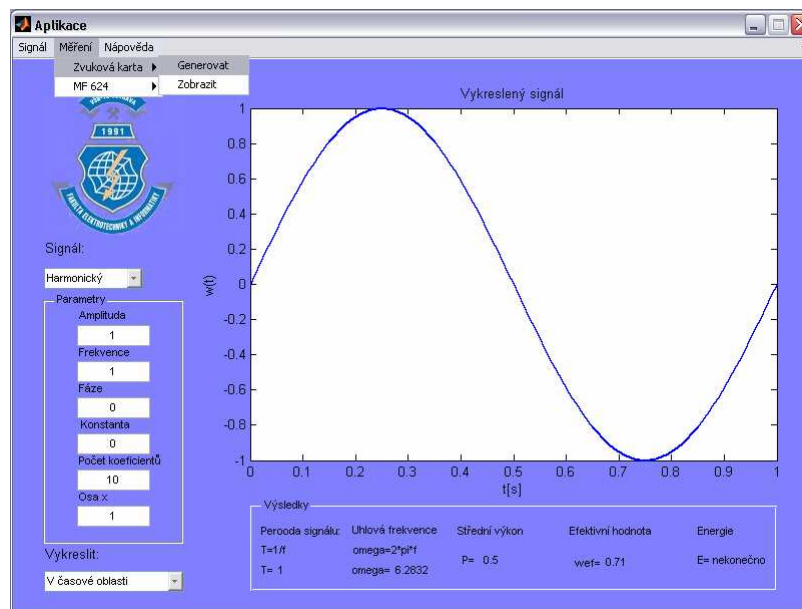 Aplikace
Signál Měření Nápověda
Zvuková karta
Generovat
MF 624
Zobrazit
1991
FAKULTA ELEKTROTECHNIKY A INFORMATIKY
Signál:
Harmonický
Parametry
Amplituda
1
Frekvence
1
Fáze
0
Konstanta
0
Počet koeficientů
10
Osa x
1
Vykreslit:
V časové oblasti
Vykreslený signál
w(t)
1
0.8
0.6
0.4
0.2
0
-0.2
-0.4
-0.6
-0.8
-1
0 0.1 0.2 0.3 0.4 0.5 0.6 0.7 0.8 0.9 1
t[s]
Výsledky
Perooda signálu: Uhlová frekvence Střední výkon Efektivní hodnota Energie
T=1/f omega=2*pi*f P= 0.5 wef= 0.71 E= nekonečno
T= 1 omega= 6.2832